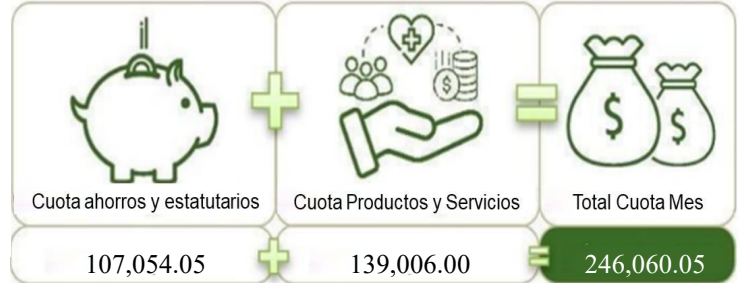 Cuota ahorros y estatutarios
Cuota Productos y Servicios
Total Cuota Mes
107,054.05
139,006.00
246,060.05